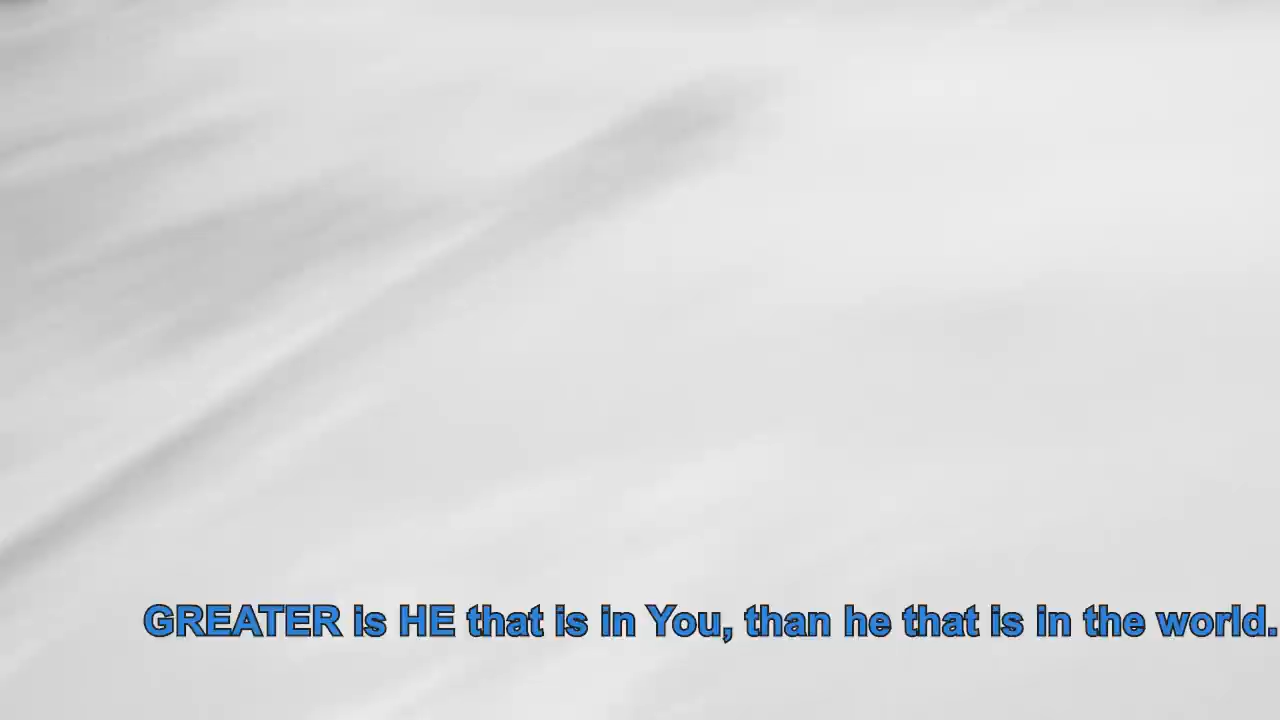 GREATER is HE that is in You, than he that is in the world.